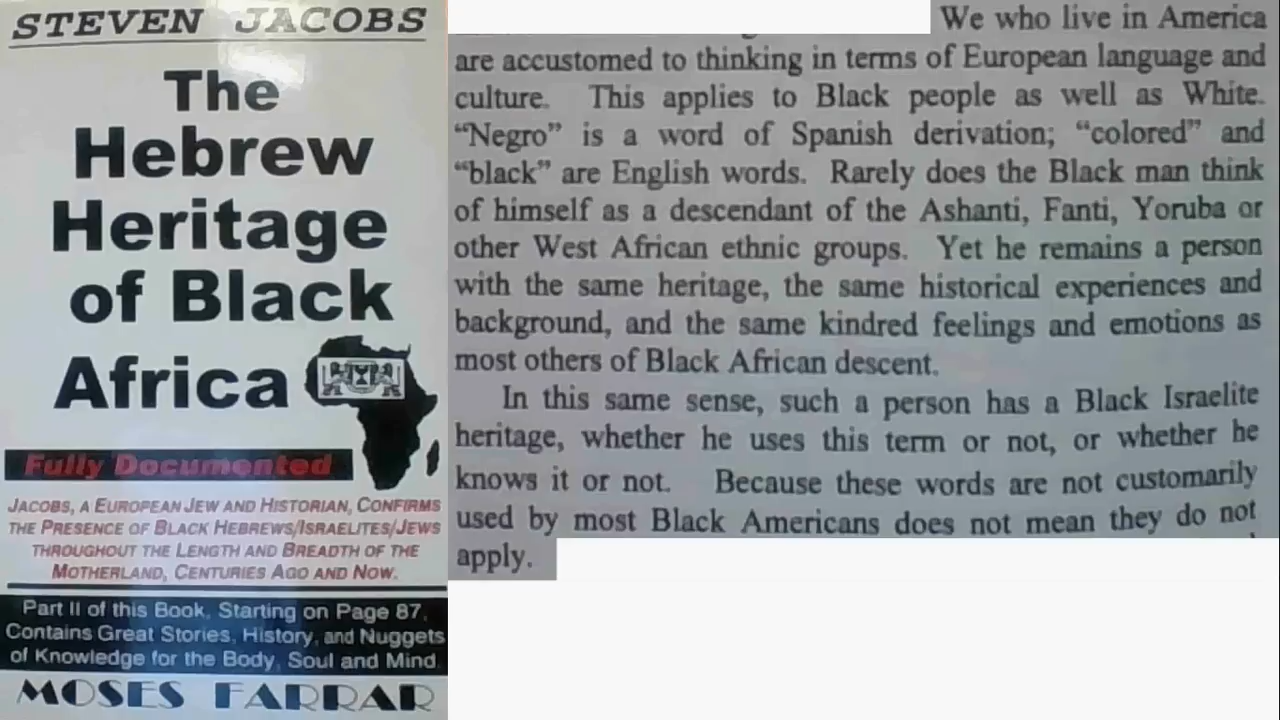 STEVEN JACOBS
The
Hebrew
Heritage
of Black
Africa
Fully Documented
JACOBS, A EUROPEAN JEW AND HISTORIAN, CONFIRMS
THE PRESENCE OF BLACK HEBREWS/ISRAELITES/JEWS
THROUGHOUT THE LENGTH AND BREADTH OF THE
MOTHERLAND, CENTURIES AGO AND NOW.
Part II of this Book, Starting on Page 87,
Contains Great Stories, History, and Nuggets
of Knowledge for the Body, Soul and Mind
MOSES FARRAR
We who live in America
are accustomed to thinking in terms of European language and
culture. This applies to Black people as well as White.
“Negro” is a word of Spanish derivation; “colored” and
“black” are English words. Rarely does the Black man think
of himself as a descendant of the Ashanti, Fanti, Yoruba or
other West African ethnic groups. Yet he remains a person
with the same heritage, the same historical experiences and
background, and the same kindred feelings and emotions as
most others of Black African descent.
In this same sense, such a person has a Black Israelite
heritage, whether he uses this term or not, or whether he
knows it or not. Because these words are not customarily
used by most Black Americans does not mean they do not
apply.